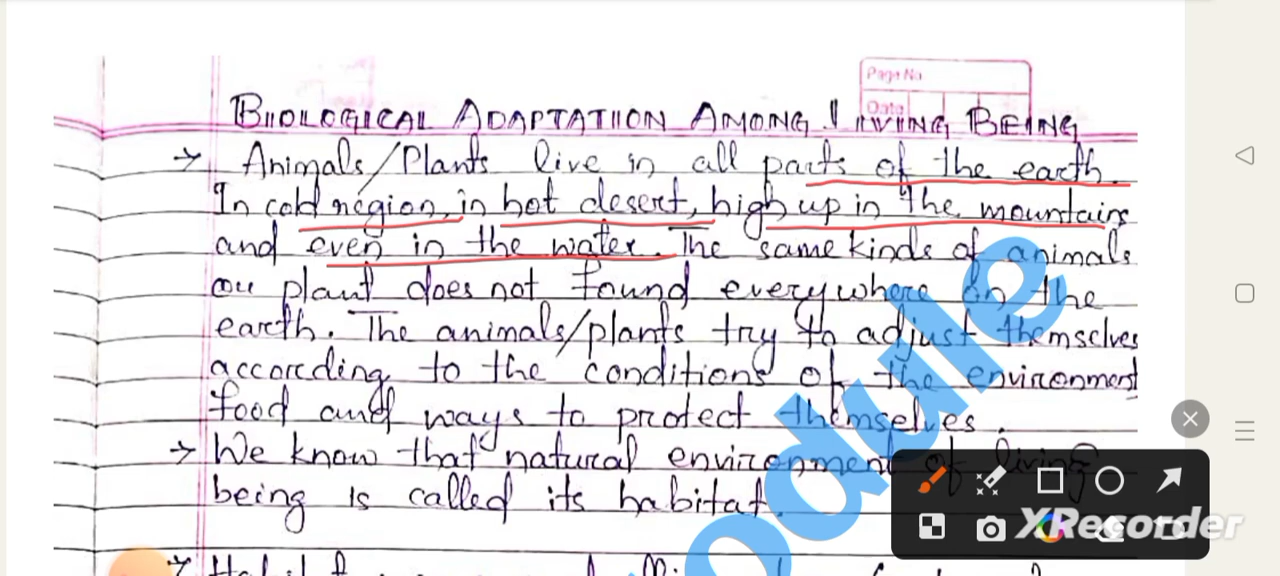 Page No
Date
BIOLOGICAL ADAPTATION AMONG LIVING BEING
→ Animals/Plants live in all parts of the earth.
In cold region, in hot desert, high up in the mountains
and even in the water. The same kinds of animals
or plant does not found everywhere on the
earth. The animals/plants try to adjust themselves
according to the conditions of the environment
food and ways to protect themselves.
→ We know that natural environment of living
being is called its habitat.
odule
XRecorder